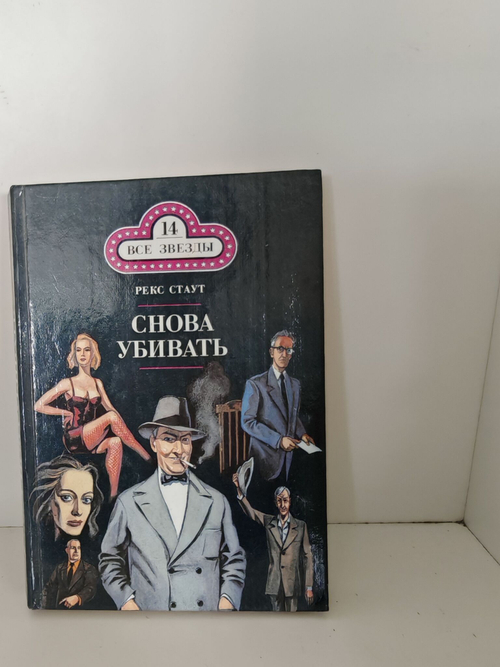 14
ВСЕ ЗВЕЗДЫ
РЕКС СТАУТ
СНОВА
УБИВАТЬ